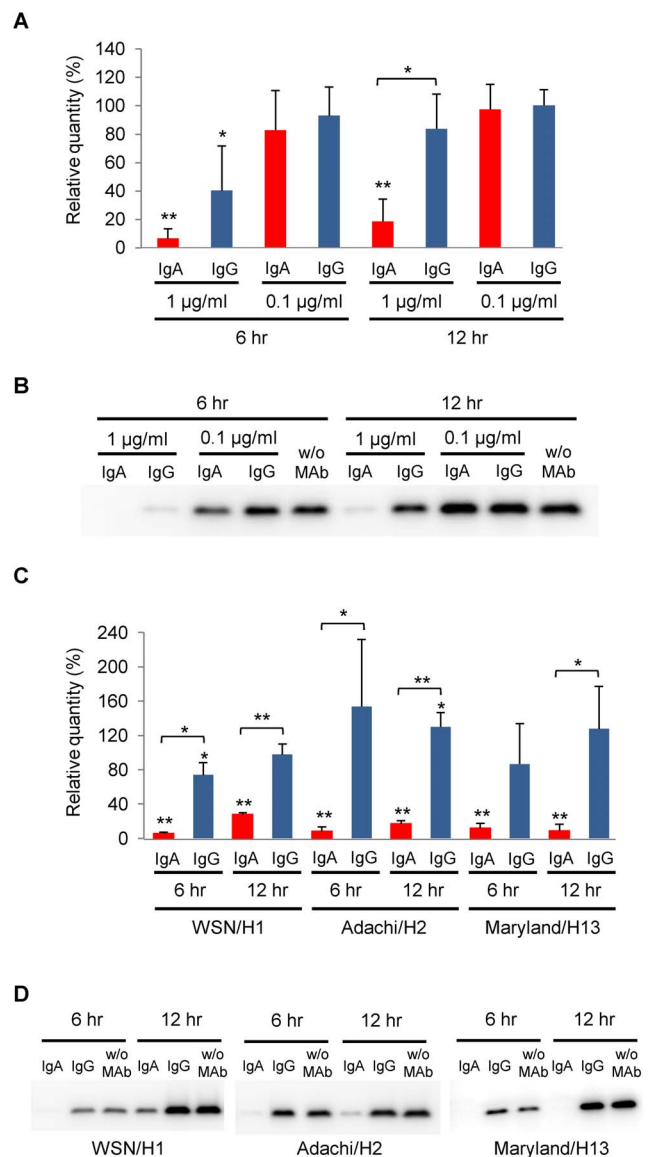 A
Relative quantity (%)
140
120
100
80
60
40
20
0
**
*
**
*
IgA IgG IgA IgG IgA IgG IgA IgG
1 µg/ml 0.1 µg/ml 1 µg/ml 0.1 µg/ml
6 hr 12 hr
B
6 hr 12 hr
1 µg/ml 0.1 µg/ml w/o MAb 1 µg/ml 0.1 µg/ml w/o MAb
IgA IgG IgA IgG IgA IgG IgA IgG
C
Relative quantity (%)
240
200
160
120
80
40
0
* ** * ** *
** * ** ** ** * ** **
IgA IgG IgA IgG IgA IgG IgA IgG IgA IgG IgA IgG
6 hr 12 hr 6 hr 12 hr 6 hr 12 hr
WSN/H1 Adachi/H2 Maryland/H13
D
6 hr 12 hr 6 hr 12 hr 6 hr 12 hr
IgA IgG w/o MAb IgA IgG w/o MAb IgA IgG w/o MAb IgA IgG w/o MAb IgA IgG w/o MAb IgA IgG w/o MAb
WSN/H1 Adachi/H2 Maryland/H13